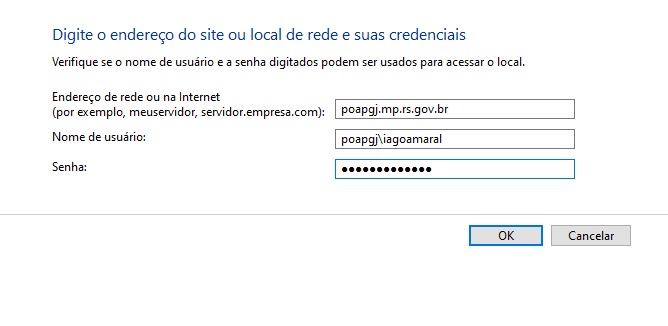 Digite o endereço do site ou local de rede e suas credenciais
Verifique se o nome de usuário e a senha digitados podem ser usados para acessar o local.
Endereço de rede ou na Internet
(por exemplo, meuservidor, servidor.empresa.com): poapgj.mp.rs.gov.br
Nome de usuário: poapgj\iagoamaral
Senha: ●●●●●●●●●●●●●
OK Cancelar